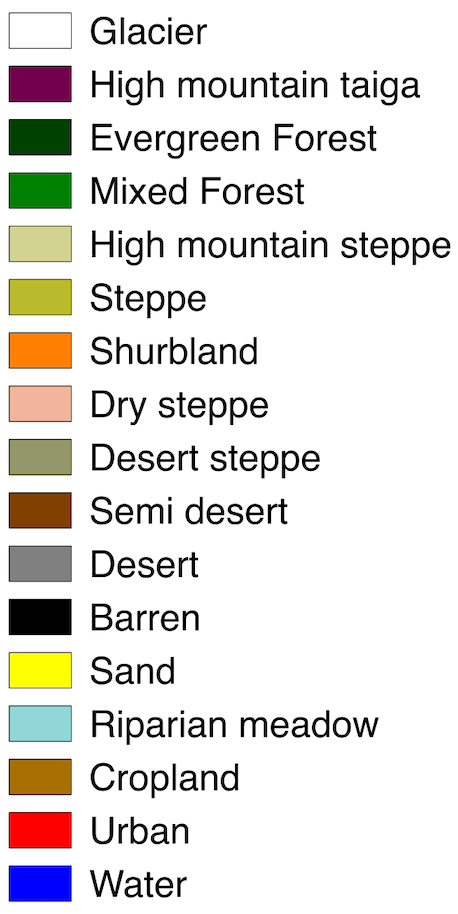 Glacier
High mountain taiga
Evergreen Forest
Mixed Forest
High mountain steppe
Steppe
Shurbland
Dry steppe
Desert steppe
Semi desert
Desert
Barren
Sand
Riparian meadow
Cropland
Urban
Water